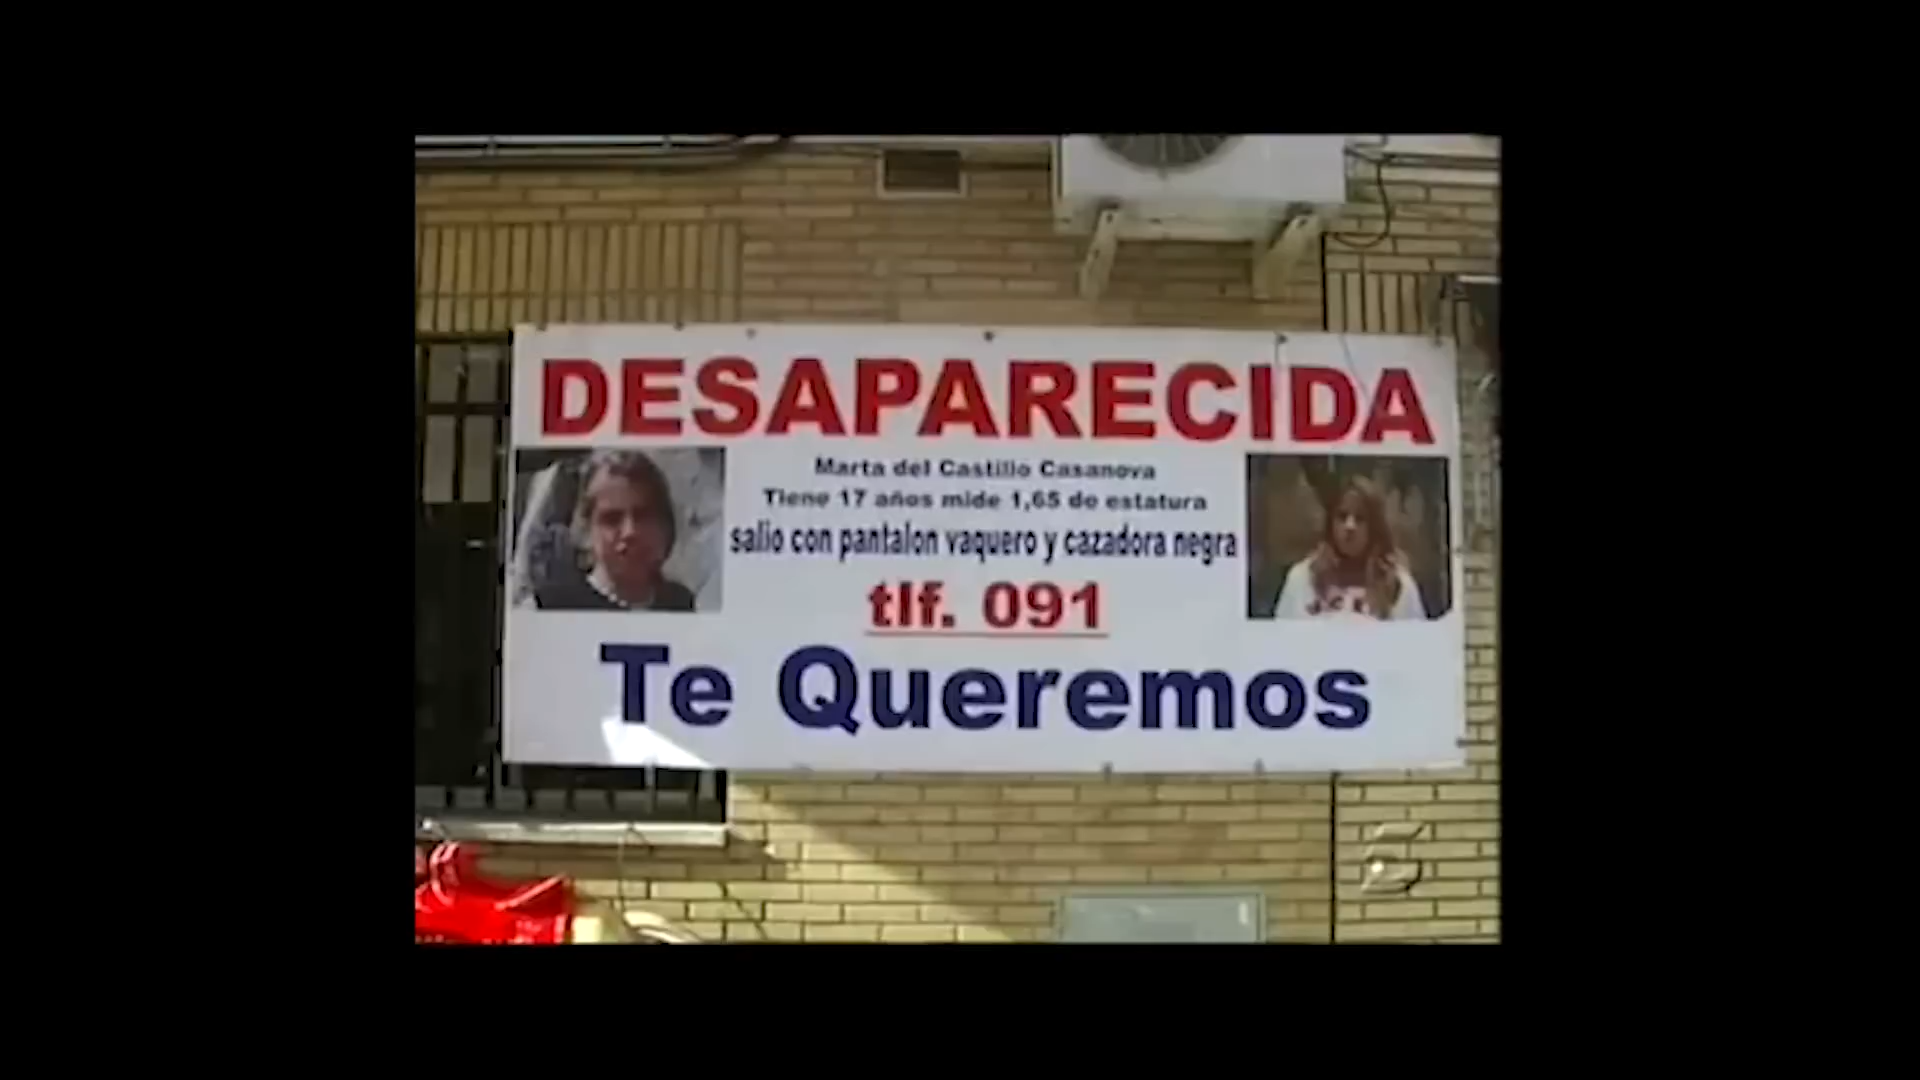 DESAPARECIDA
Marta del Castillo Casanova
Tiene 17 años mide 1,65 de estatura
salio con pantalon vaquero y cazadora negra
tlf. 091
Te Queremos